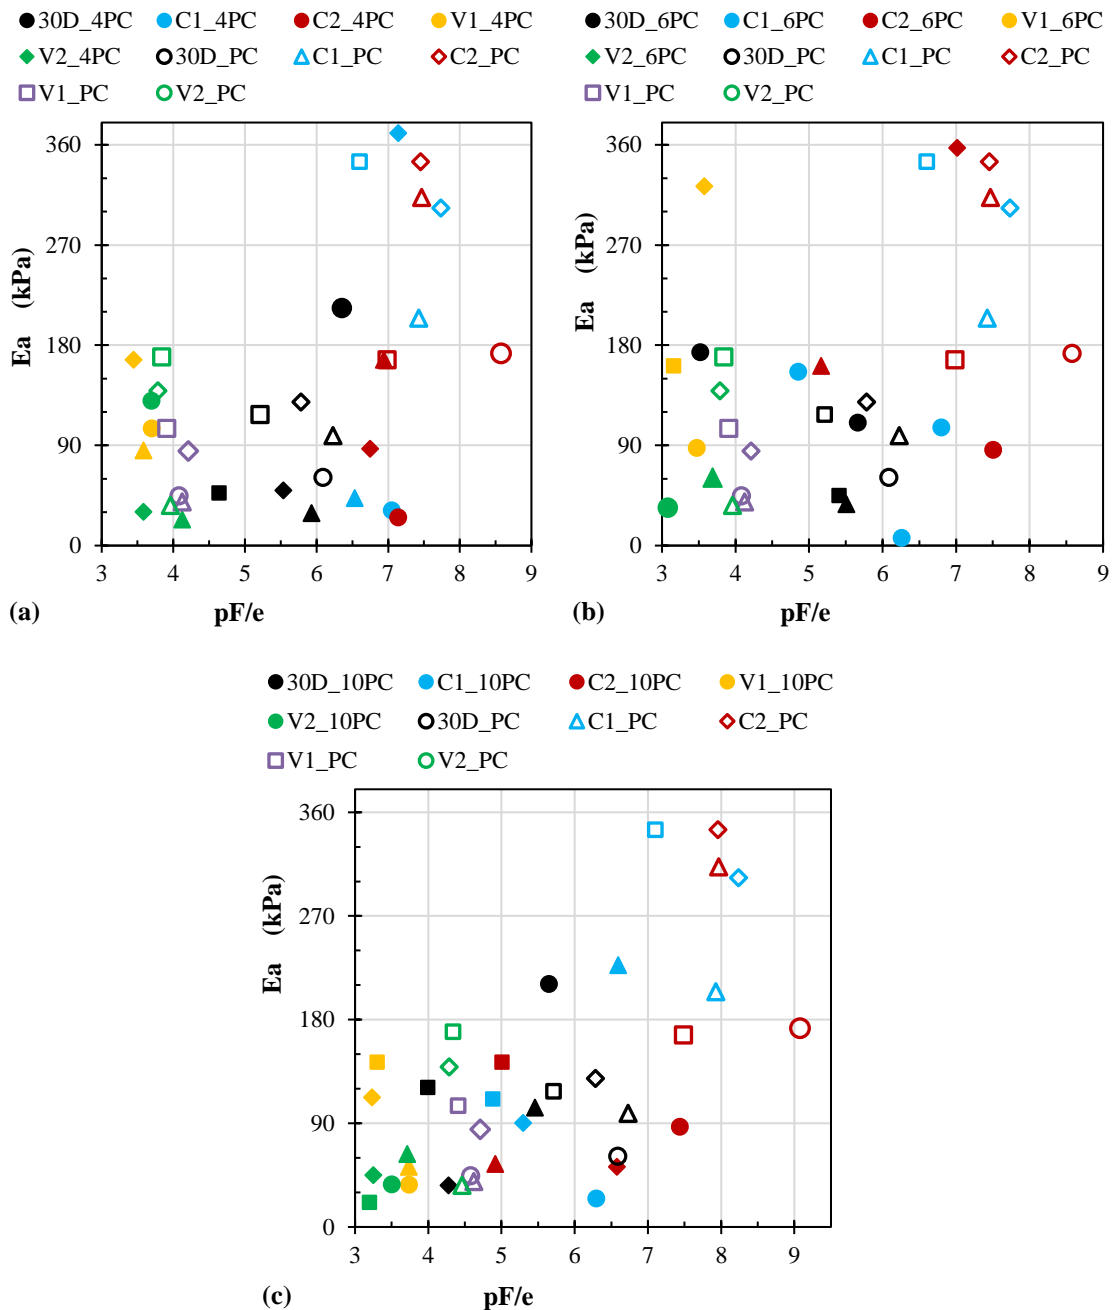 30D_4PC C1_4PC C2_4PC V1_4PC
V2_4PC 30D_PC C1_PC C2_PC
V1_PC V2_PC
360
270
180
90
0
Ea (kPa)
3 4 5 6 7 8 9
(a) pF/e
30D_6PC C1_6PC C2_6PC V1_6PC
V2_6PC 30D_PC C1_PC C2_PC
V1_PC V2_PC
360
270
180
90
0
Ea (kPa)
3 4 5 6 7 8 9
(b) pF/e
30D_10PC C1_10PC C2_10PC V1_10PC
V2_10PC 30D_PC C1_PC C2_PC
V1_PC V2_PC
360
270
180
90
0
Ea (kPa)
3 4 5 6 7 8 9
(c) pF/e